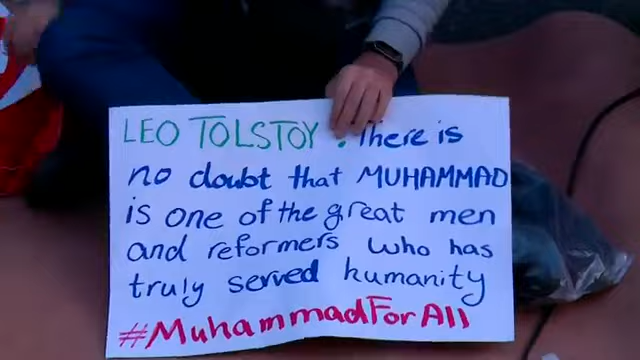 LEO TOLSTOY : There is
no doubt that MUHAMMAD
is one of the great men
and reformers who has
truly served humanity
#MuhammadForAll